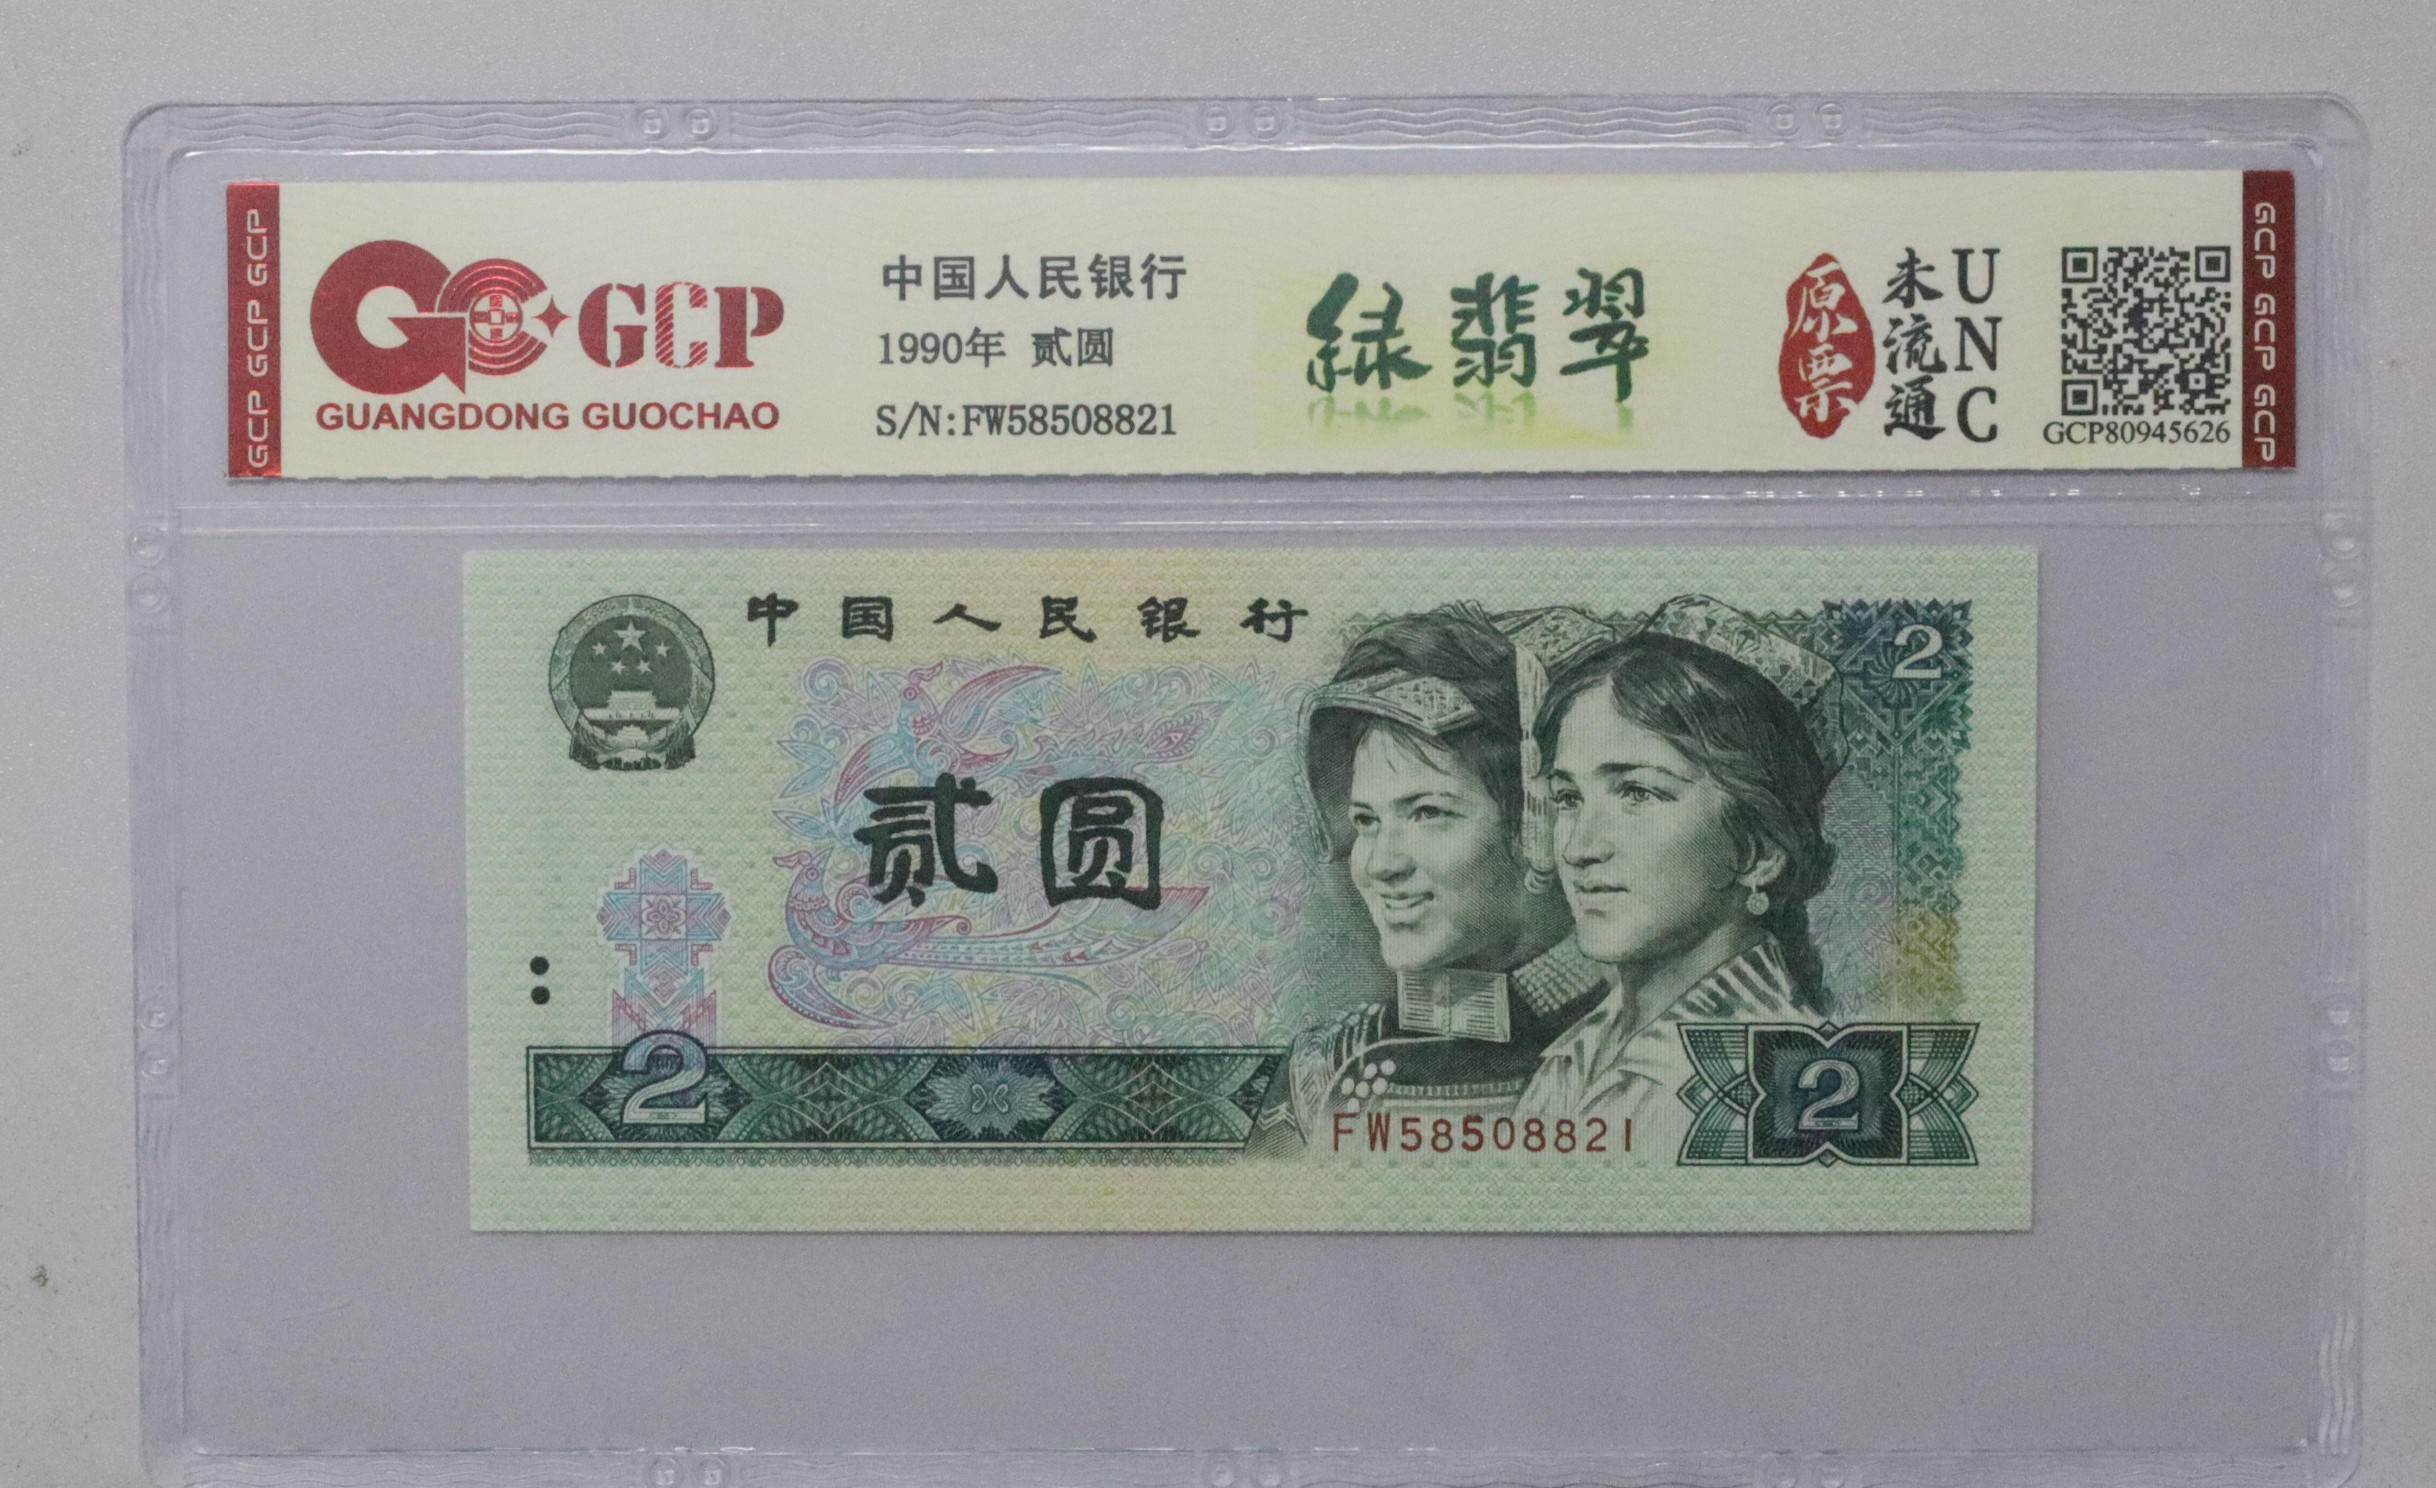 GCP GCP GCP
GCP
GUANGDONG GUOCHAO
中国人民银行
1990年 贰圆
S/N:FW58508821
绿翡翠
原票
未流通
UNC
GCP80945626
GCP GCP GCP
中国人民银行
2
贰圆
2
FW58508821
2